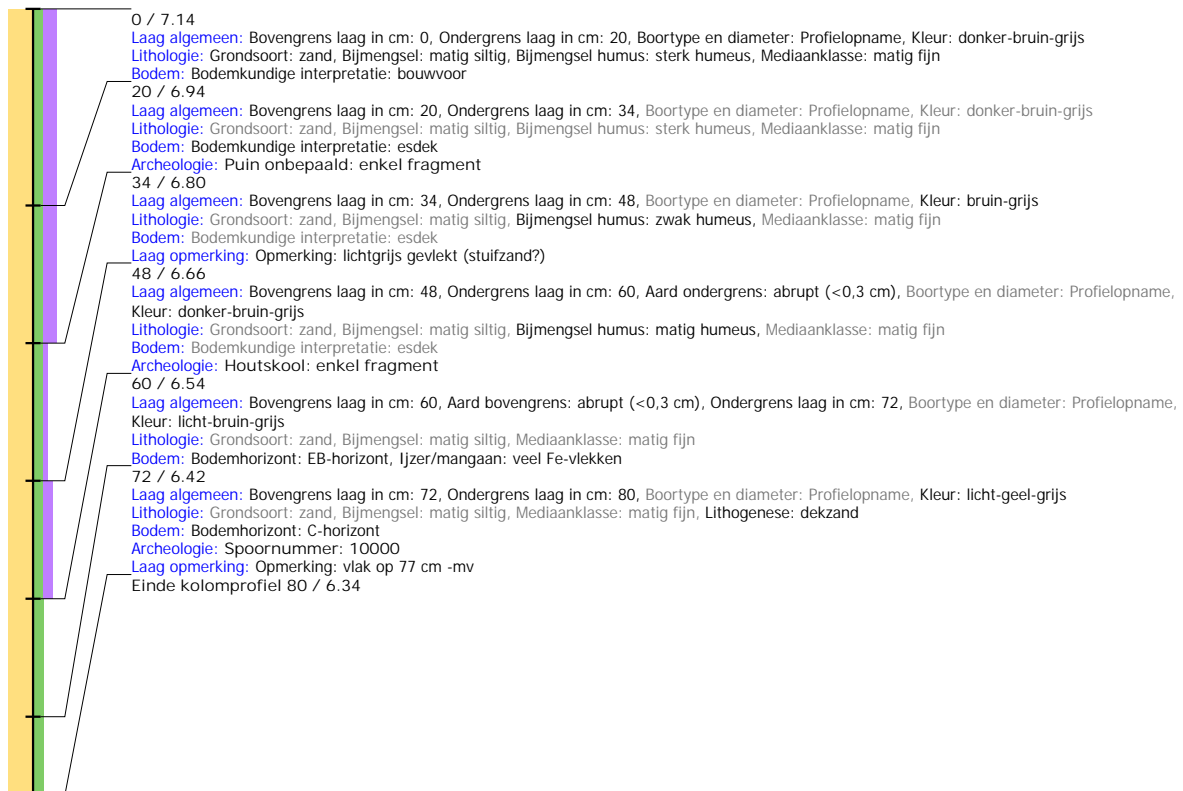 0 / 7.14
Laag algemeen: Bovengrens laag in cm: 0, Ondergrens laag in cm: 20, Boortype en diameter: Profielopname, Kleur: donker-bruin-grijs
Lithologie: Grondsoort: zand, Bijmengsel: matig siltig, Bijmengsel humus: sterk humeus, Mediaanklasse: matig fijn
Bodem: Bodemkundige interpretatie: bouwvoor
20 / 6.94
Laag algemeen: Bovengrens laag in cm: 20, Ondergrens laag in cm: 34, Boortype en diameter: Profielopname, Kleur: donker-bruin-grijs
Lithologie: Grondsoort: zand, Bijmengsel: matig siltig, Bijmengsel humus: sterk humeus, Mediaanklasse: matig fijn
Bodem: Bodemkundige interpretatie: esdek
Archeologie: Puin onbepaald: enkel fragment
34 / 6.80
Laag algemeen: Bovengrens laag in cm: 34, Ondergrens laag in cm: 48, Boortype en diameter: Profielopname, Kleur: bruin-grijs
Lithologie: Grondsoort: zand, Bijmengsel: matig siltig, Bijmengsel humus: zwak humeus, Mediaanklasse: matig fijn
Bodem: Bodemkundige interpretatie: esdek
Laag opmerking: Opmerking: lichtgrijs gevlekt (stuifzand?)
48 / 6.66
Laag algemeen: Bovengrens laag in cm: 48, Ondergrens laag in cm: 60, Aard ondergrens: abrupt (<0,3 cm), Boortype en diameter: Profielopname,
Kleur: donker-bruin-grijs
Lithologie: Grondsoort: zand, Bijmengsel: matig siltig, Bijmengsel humus: matig humeus, Mediaanklasse: matig fijn
Bodem: Bodemkundige interpretatie: esdek
Archeologie: Houtskool: enkel fragment
60 / 6.54
Laag algemeen: Bovengrens laag in cm: 60, Aard bovengrens: abrupt (<0,3 cm), Ondergrens laag in cm: 72, Boortype en diameter: Profielopname,
Kleur: licht-bruin-grijs
Lithologie: Grondsoort: zand, Bijmengsel: matig siltig, Mediaanklasse: matig fijn
Bodem: Bodemhorizont: EB-horizont, Ijzer/mangaan: veel Fe-vlekken
72 / 6.42
Laag algemeen: Bovengrens laag in cm: 72, Ondergrens laag in cm: 80, Boortype en diameter: Profielopname, Kleur: licht-geel-grijs
Lithologie: Grondsoort: zand, Bijmengsel: matig siltig, Mediaanklasse: matig fijn, Lithogenese: dekzand
Bodem: Bodemhorizont: C-horizont
Archeologie: Spoornummer: 10000
Laag opmerking: Opmerking: vlak op 77 cm -mv
Einde kolomprofiel 80 / 6.34